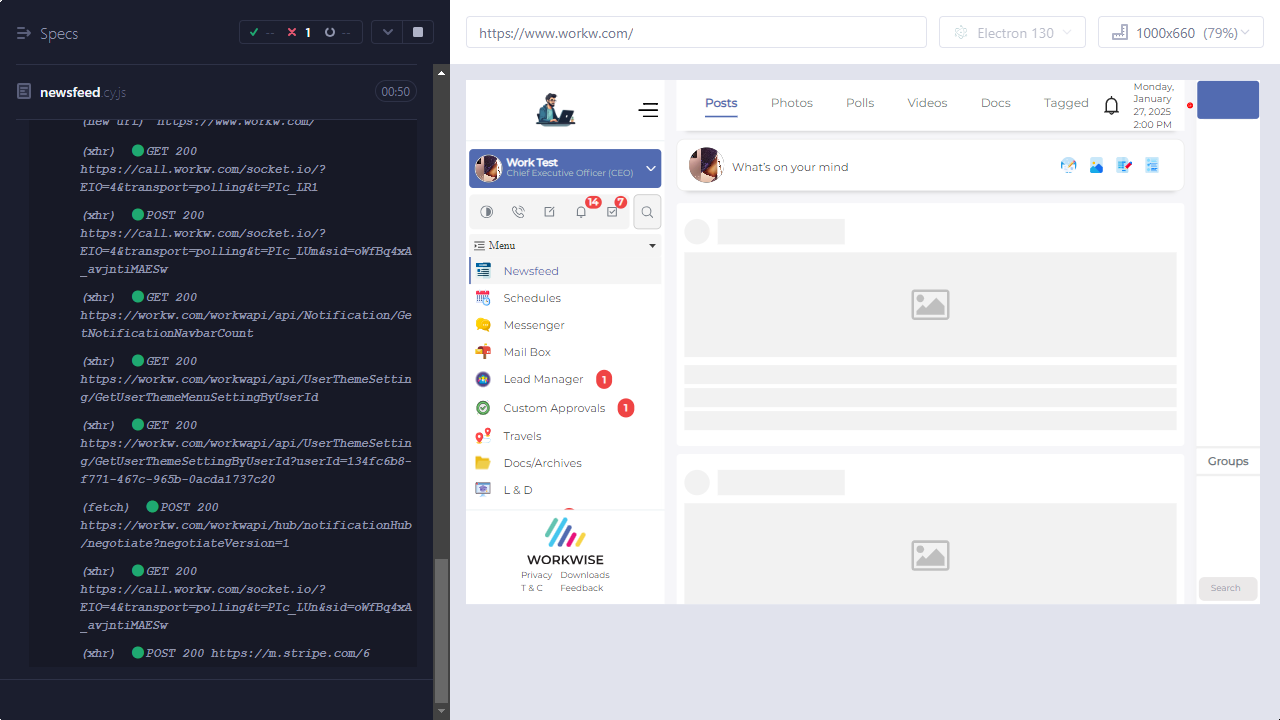 Specs
-- 1 --
newsfeed.cy.js 00:50
(new url) https://www.workw.com/
(xhr) GET 200
https://call.workw.com/socket.io/?
EIO=4&transport=polling&t=PIc_LR1
(xhr) POST 200
https://call.workw.com/socket.io/?
EIO=4&transport=polling&t=PIc_LUm&sid=oWfBq4xA
_avjntiMAESw
(xhr) GET 200
https://workw.com/workwapi/api/Notification/Ge
tNotificationNavbarCount
(xhr) GET 200
https://workw.com/workwapi/api/UserThemeSettin
g/GetUserThemeMenuSettingByUserId
(xhr) GET 200
https://workw.com/workwapi/api/UserThemeSettin
g/GetUserThemeSettingByUserId?userId=134fc6b8-
f771-467c-965b-0acda1737c20
(fetch) POST 200
https://workw.com/workwapi/hub/notificationHub
/negotiate?negotiateVersion=1
(xhr) GET 200
https://call.workw.com/socket.io/?
EIO=4&transport=polling&t=PIc_LUn&sid=oWfBq4xA
_avjntiMAESw
(xhr) POST 200 https://m.stripe.com/6
https://www.workw.com/
Electron 130
1000x660 (79%)
Work Test
Chief Executive Officer (CEO)
14
7
Menu
Newsfeed
Schedules
Messenger
Mail Box
Lead Manager 1
Custom Approvals 1
Travels
Docs/Archives
L & D
WORKWISE
Privacy Downloads
T & C Feedback
Posts Photos Polls Videos Docs Tagged
Monday,
January
27, 2025
2:00 PM
What's on your mind
Groups
Search